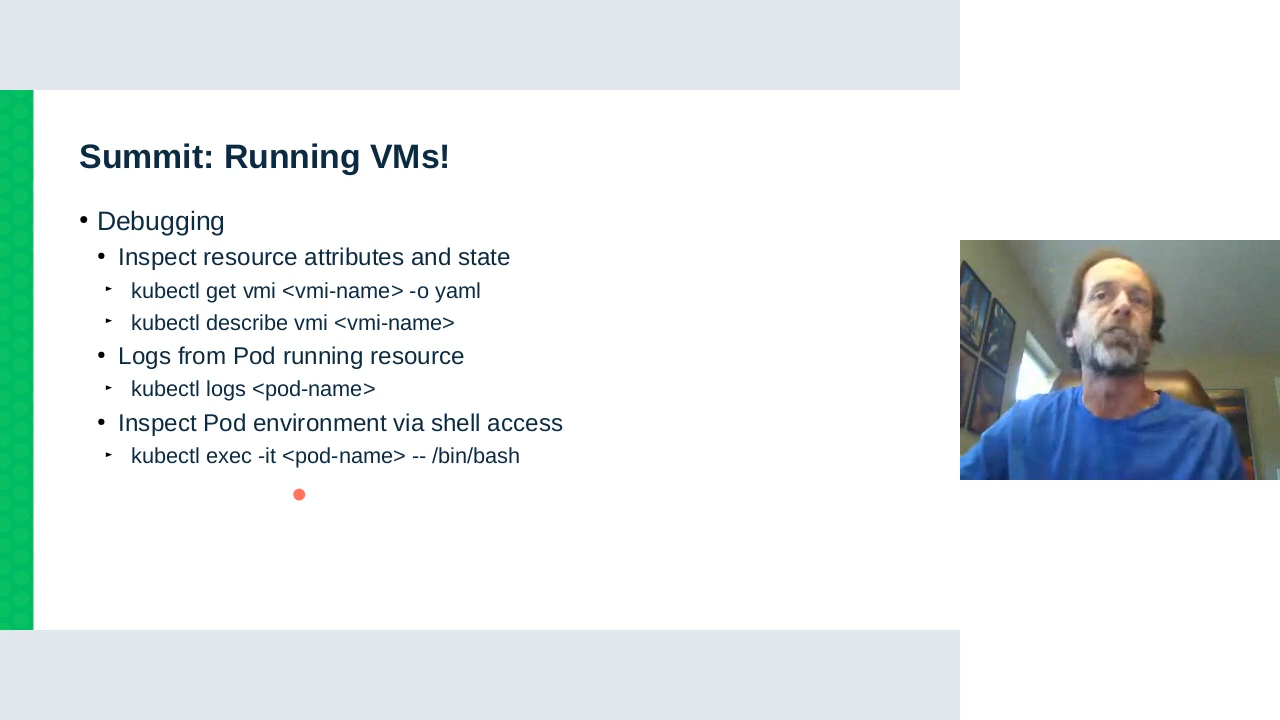 Summit: Running VMs!
• Debugging
• Inspect resource attributes and state
► kubectl get vmi <vmi-name> -o yaml
► kubectl describe vmi <vmi-name>
• Logs from Pod running resource
► kubectl logs <pod-name>
• Inspect Pod environment via shell access
► kubectl exec -it <pod-name> -- /bin/bash